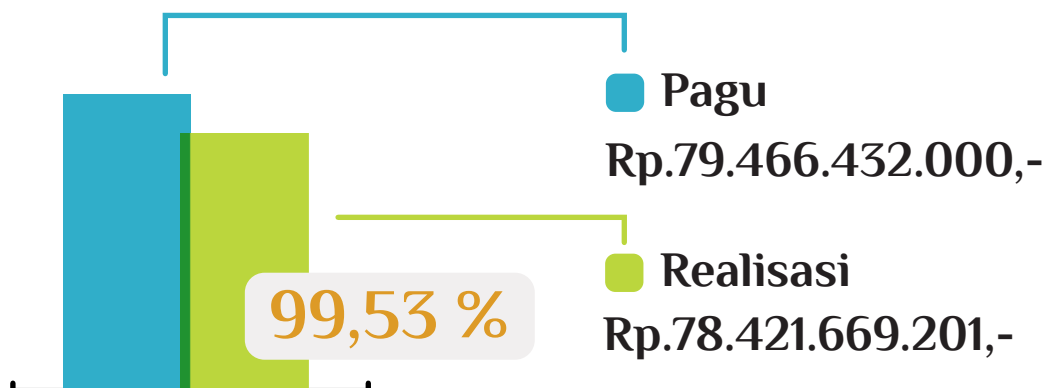 Pagu
Rp.79.466.432.000,-
Realisasi
Rp.78.421.669.201,-
99,53 %